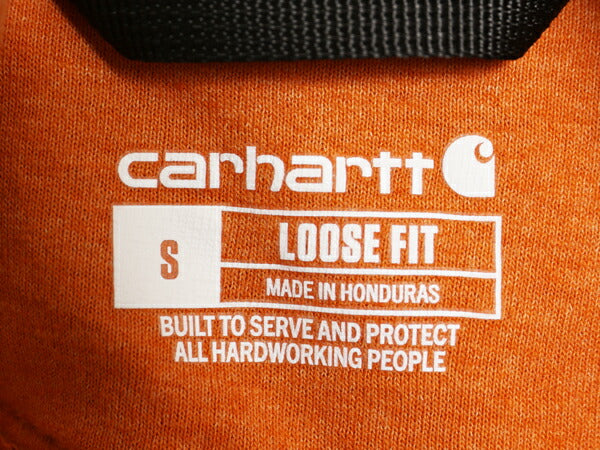 carhartt
S
LOOSE FIT
MADE IN HONDURAS
BUILT TO SERVE AND PROTECT
ALL HARDWORKING PEOPLE